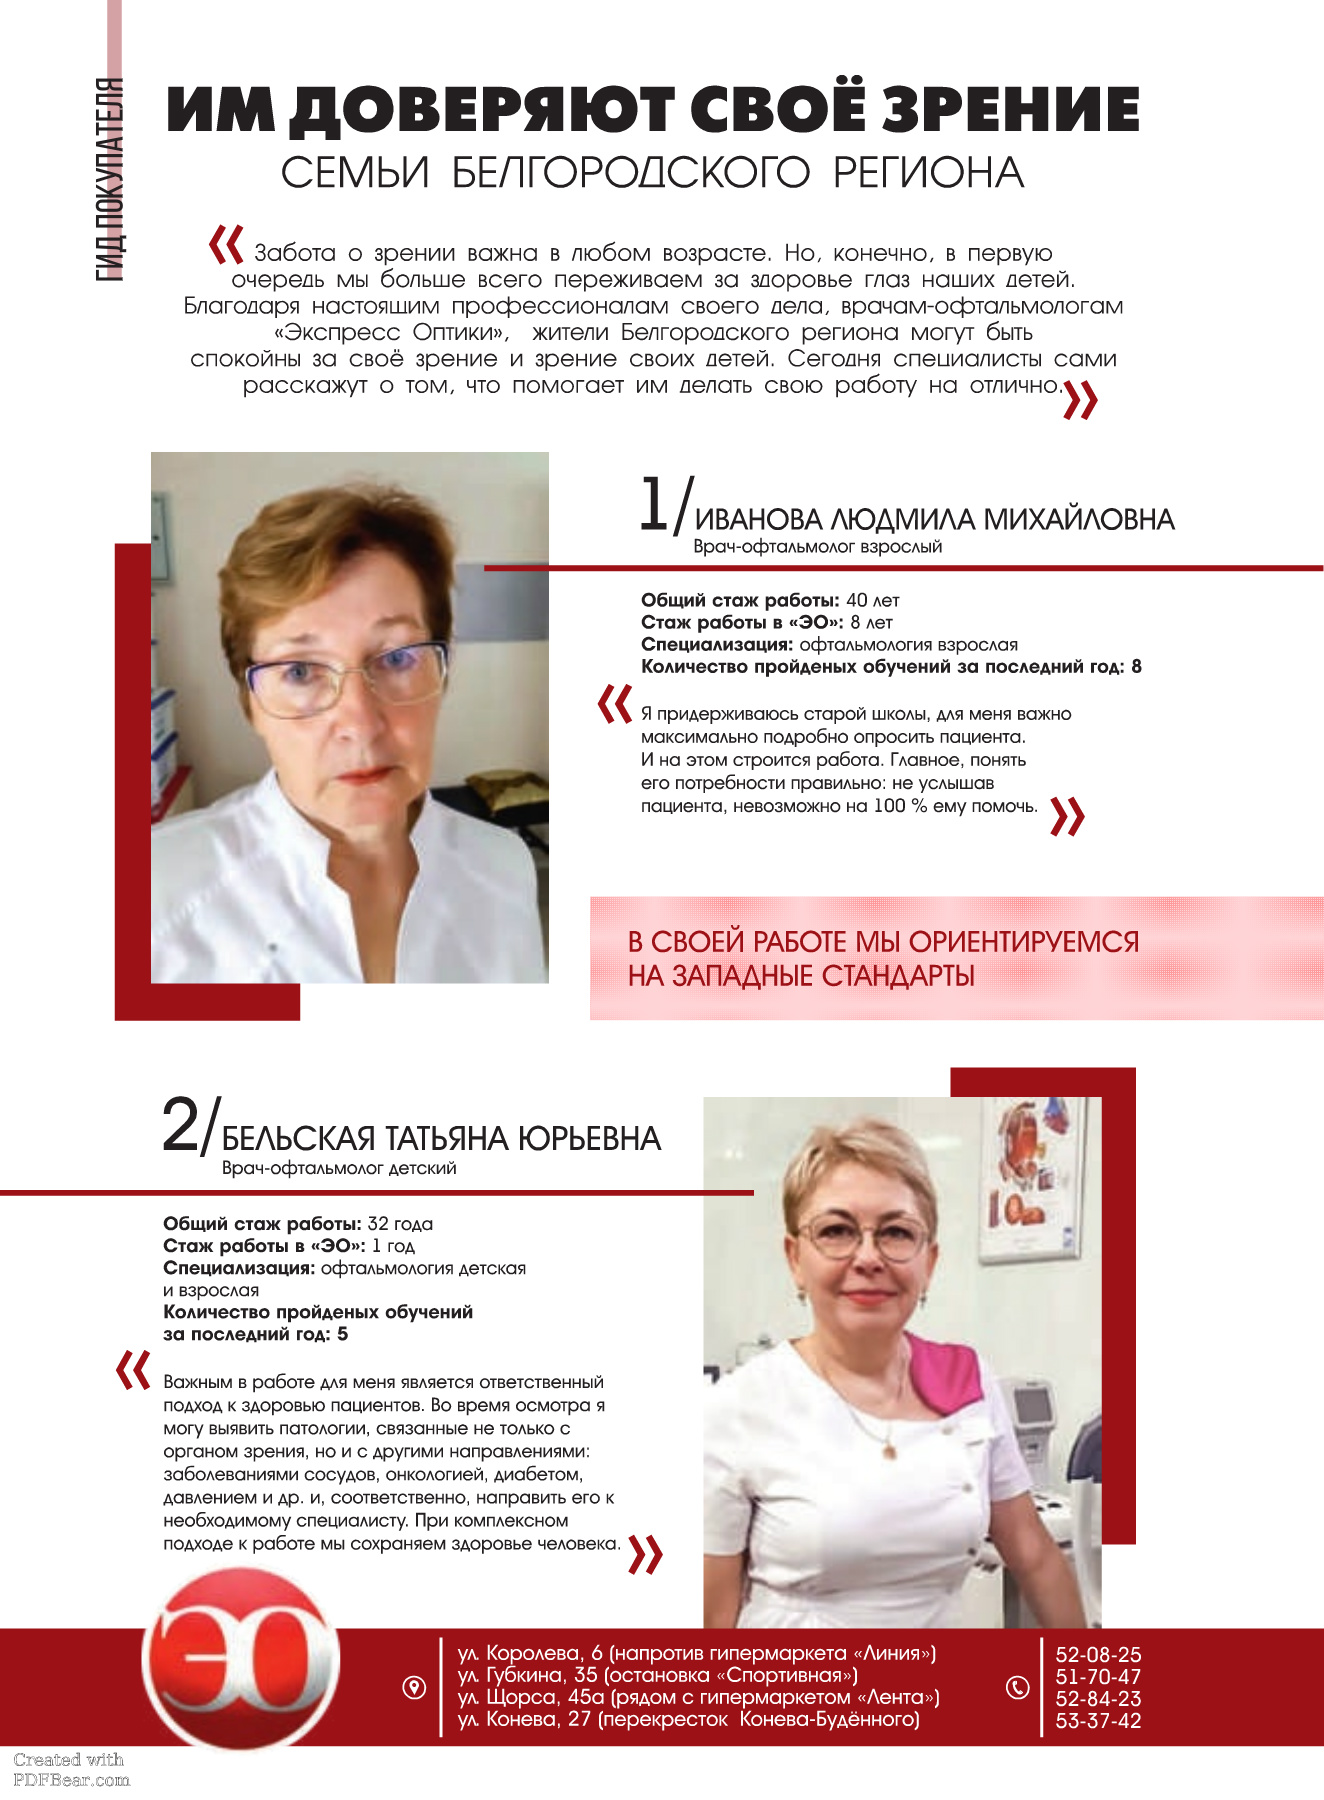 ГИД ПОКУПАТЕЛЯ
ИМ ДОВЕРЯЮТ СВОЁ ЗРЕНИЕ
СЕМЬИ БЕЛГОРОДСКОГО РЕГИОНА
« Забота о зрении важна в любом возрасте. Но, конечно, в первую
очередь мы больше всего переживаем за здоровье глаз наших детей.
Благодаря настоящим профессионалам своего дела, врачам-офтальмологам
«Экспресс Оптики», жители Белгородского региона могут быть
спокойны за своё зрение и зрение своих детей. Сегодня специалисты сами
расскажут о том, что помогает им делать свою работу на отлично. »
1/ ИВАНОВА ЛЮДМИЛА МИХАЙЛОВНА
Врач-офтальмолог взрослый
Общий стаж работы: 40 лет
Стаж работы в «ЭО»: 8 лет
Специализация: офтальмология взрослая
Количество пройденых обучений за последний год: 8
« Я придерживаюсь старой школы, для меня важно
максимально подробно опросить пациента.
И на этом строится работа. Главное, понять
его потребности правильно: не услышав
пациента, невозможно на 100 % ему помочь. »
В СВОЕЙ РАБОТЕ МЫ ОРИЕНТИРУЕМСЯ
НА ЗАПАДНЫЕ СТАНДАРТЫ
2/ БЕЛЬСКАЯ ТАТЬЯНА ЮРЬЕВНА
Врач-офтальмолог детский
Общий стаж работы: 32 года
Стаж работы в «ЭО»: 1 год
Специализация: офтальмология детская
и взрослая
Количество пройденых обучений
за последний год: 5
« Важным в работе для меня является ответственный
подход к здоровью пациентов. Во время осмотра я
могу выявить патологии, связанные не только с
органом зрения, но и с другими направлениями:
заболеваниями сосудов, онкологией, диабетом,
давлением и др. и, соответственно, направить его к
необходимому специалисту. При комплексном
подходе к работе мы сохраняем здоровье человека. »
ЭО
ул. Королева, 6 (напротив гипермаркета «Линия»)
ул. Губкина, 35 (остановка «Спортивная»)
ул. Щорса, 45а (рядом с гипермаркетом «Лента»)
ул. Конева, 27 (перекресток Конева-Будённого)
52-08-25
51-70-47
52-84-23
53-37-42
Created with
PDFBear.com